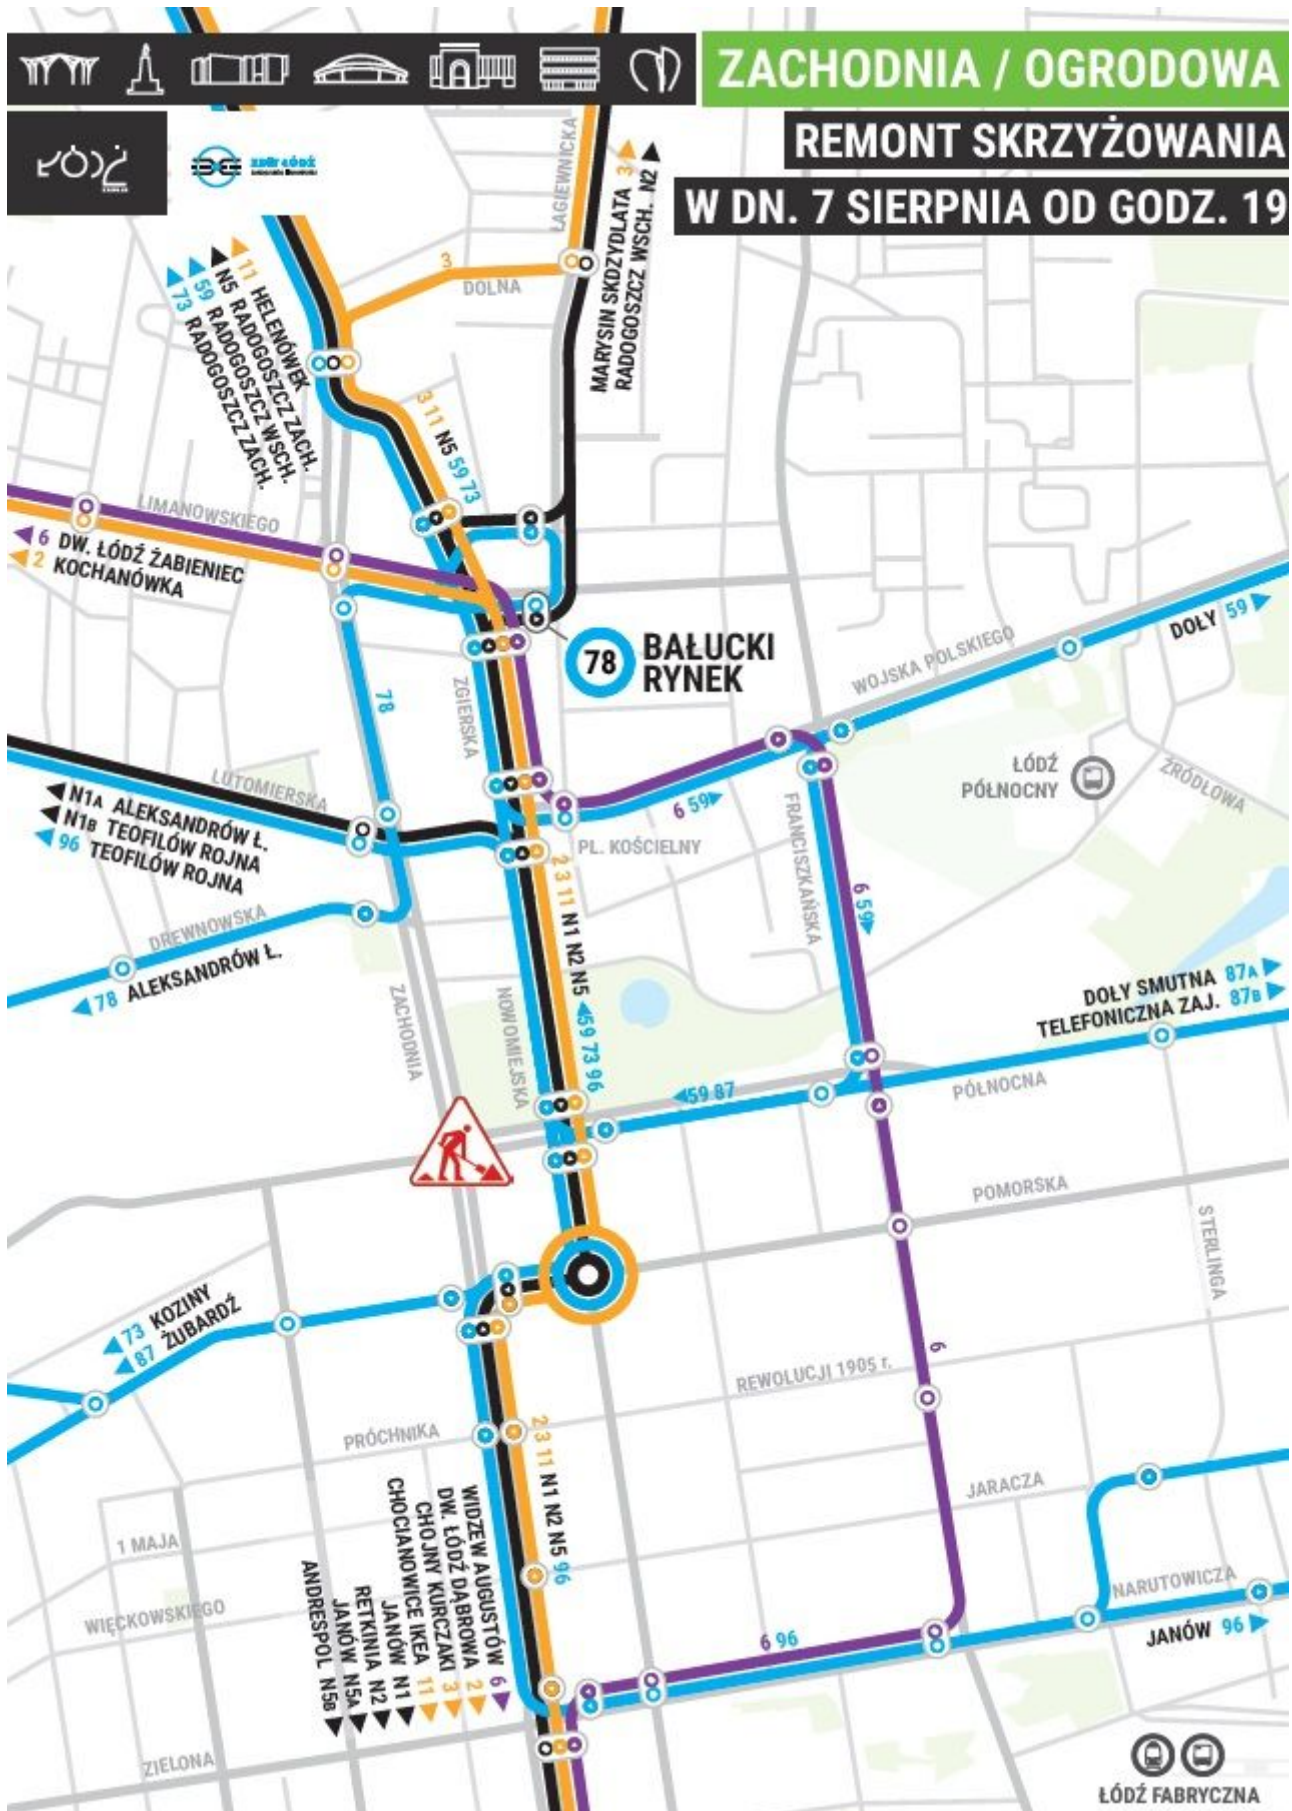 ZACHODNIA / OGRODOWA
REMONT SKRZYŻOWANIA
W DN. 7 SIERPNIA OD GODZ. 19
ŁAGIEWNICKA
MARYSIN SKDZYDLATA 3
RADOGOSZCZ WSCH. N2
11 HELENÓWEK
N5 RADOGOSZCZ ZACH.
59 RADOGOSZCZ WSCH.
73 RADOGOSZCZ ZACH.
3
DOLNA
3 11 N5 59 73
LIMANOWSKIEGO
6 DW. ŁÓDŹ ŻABIENIEC
2 KOCHANÓWKA
78
BAŁUCKI
RYNEK
DOŁY 59
WOJSKA POLSKIEGO
ZGIERSKA
78
ŁÓDŹ
PÓŁNOCNY
ŹRÓDŁOWA
LUTOMIERSKA
N1A ALEKSANDRÓW Ł.
N1B TEOFILÓW ROJNA
96 TEOFILÓW ROJNA
6 59
PL. KOŚCIELNY
FRANCISZKAŃSKA
6 59
2 3 11 N1 N2 N5 59 73 96
DREWNOWSKA
78 ALEKSANDRÓW Ł.
ZACHODNIA
NOWOMIEJSKA
DOŁY SMUTNA 87A
TELEFONICZNA ZAJ. 87B
59 87
PÓŁNOCNA
POMORSKA
STERLINGA
73 KOZINY
87 ŻUBARDŹ
6
REWOLUCJI 1905 r.
PRÓCHNIKA
2 3 11 N1 N2 N5 96
JARACZA
1 MAJA
WIĘCKOWSKIEGO
NARUTOWICZA
JANÓW 96
6 96
WIDZEW AUGUSTÓW 6
DW. ŁÓDŹ DĄBROWA 2
CHOJNY KURCZAKI 3
CHOCIANOWICE IKEA 11
JANÓW N1
RETKINIA N2
JANÓW N5A
ANDRESPOL N5B
ZIELONA
ŁÓDŹ FABRYCZNA